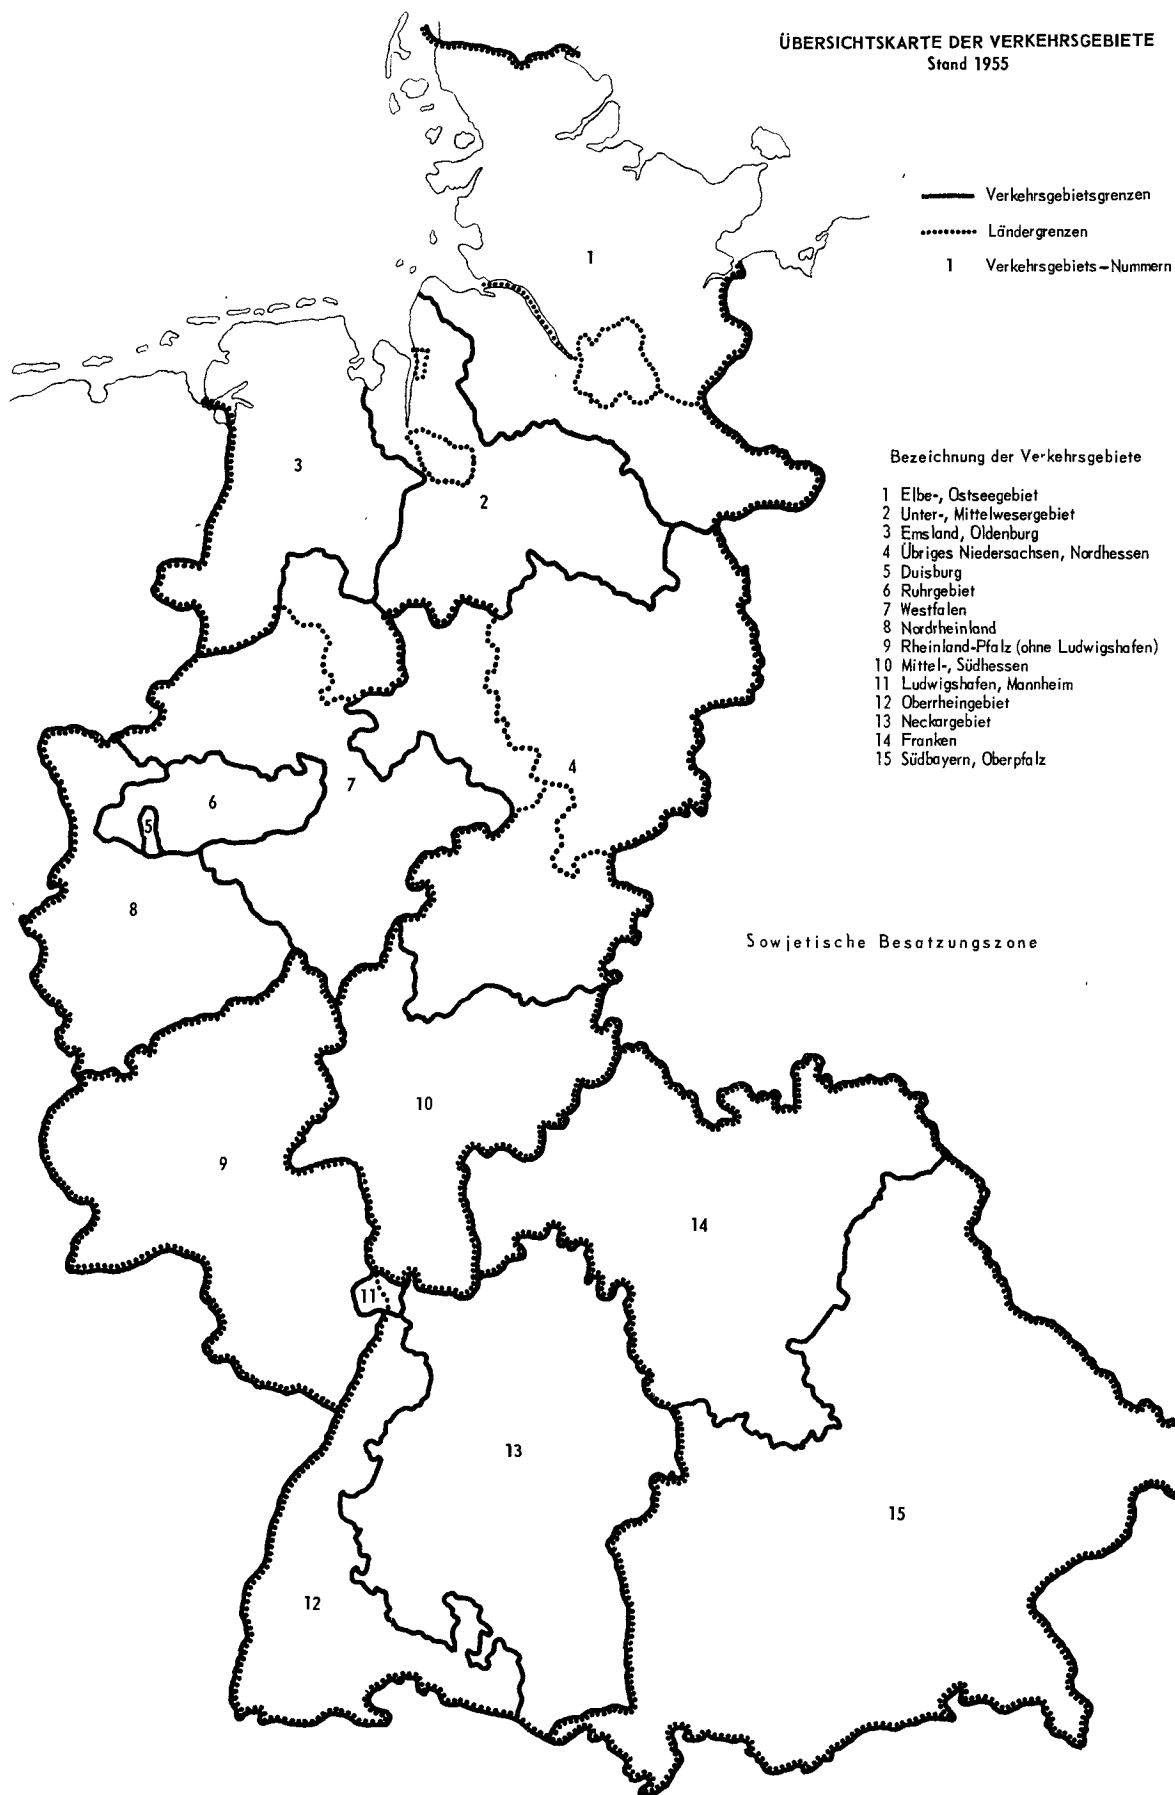 ÜBERSICHTSKARTE DER VERKEHRSGEBIETE
Stand 1955
Verkehrsgebietsgrenzen
Ländergrenzen
1 Verkehrsgebiets-Nummern
Bezeichnung der Verkehrsgebiete
1 Elbe-, Ostseegebiet
2 Unter-, Mittelwesergebiet
3 Emsland, Oldenburg
4 Übriges Niedersachsen, Nordhessen
5 Duisburg
6 Ruhrgebiet
7 Westfalen
8 Nordrheinland
9 Rheinland-Pfalz (ohne Ludwigshafen)
10 Mittel-, Südhessen
11 Ludwigshafen, Mannheim
12 Oberrheingebiet
13 Neckargebiet
14 Franken
15 Südbayern, Oberpfalz
Sowjetische Besatzungszone
1
3
2
4
7
6
5
8
10
9
14
11
13
15
12